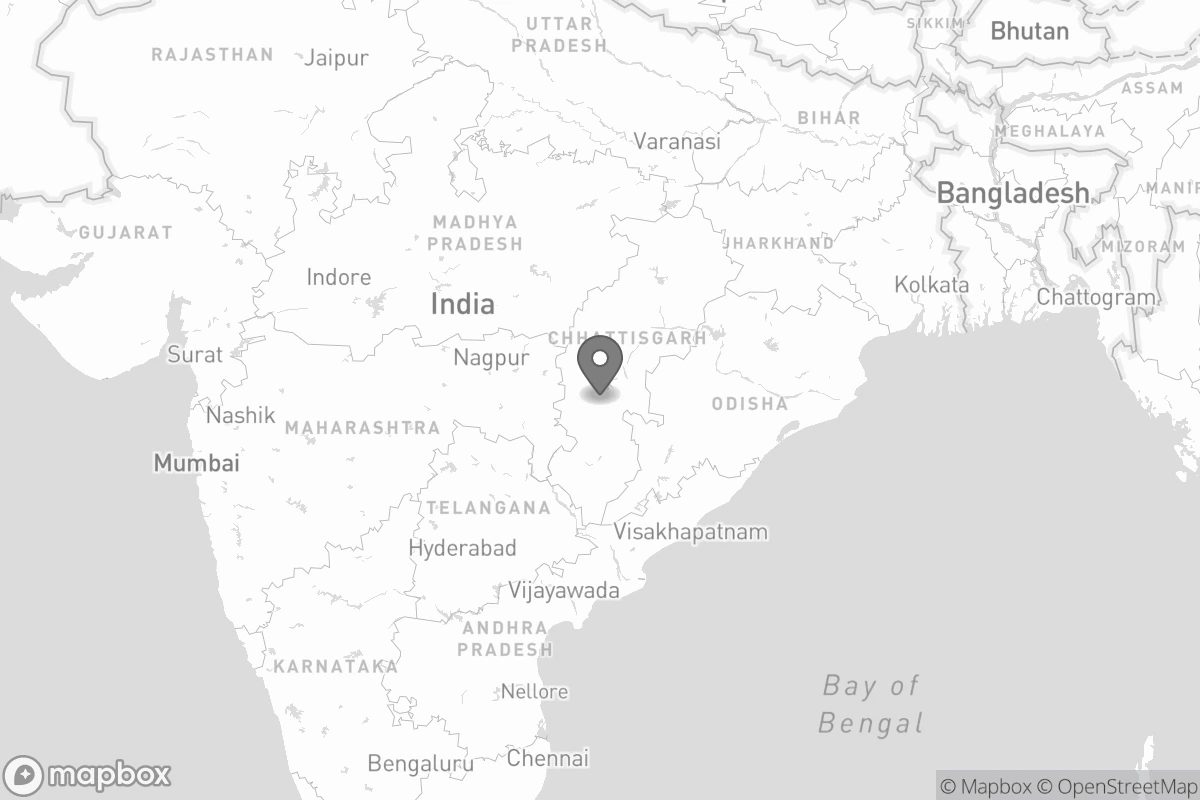 SIKKIM
UTTAR
PRADESH
Bhutan
RAJASTHAN
Jaipur
ASSAM
BIHAR
MEGHALAYA
Varanasi
Bangladesh
MANIP
MADHYA
PRADESH
GUJARAT
JHARKHAND
MIZORAM
Indore
Kolkata
Chattogram
India
CHHATTISGARH
Surat
Nagpur
ODISHA
Nashik
MAHARASHTRA
Mumbai
TELANGANA
Visakhapatnam
Hyderabad
Vijayawada
ANDHRA
PRADESH
KARNATAKA
Nellore
Bay of
Bengal
Bengaluru
Chennai
mapbox
© Mapbox © OpenStreetMap